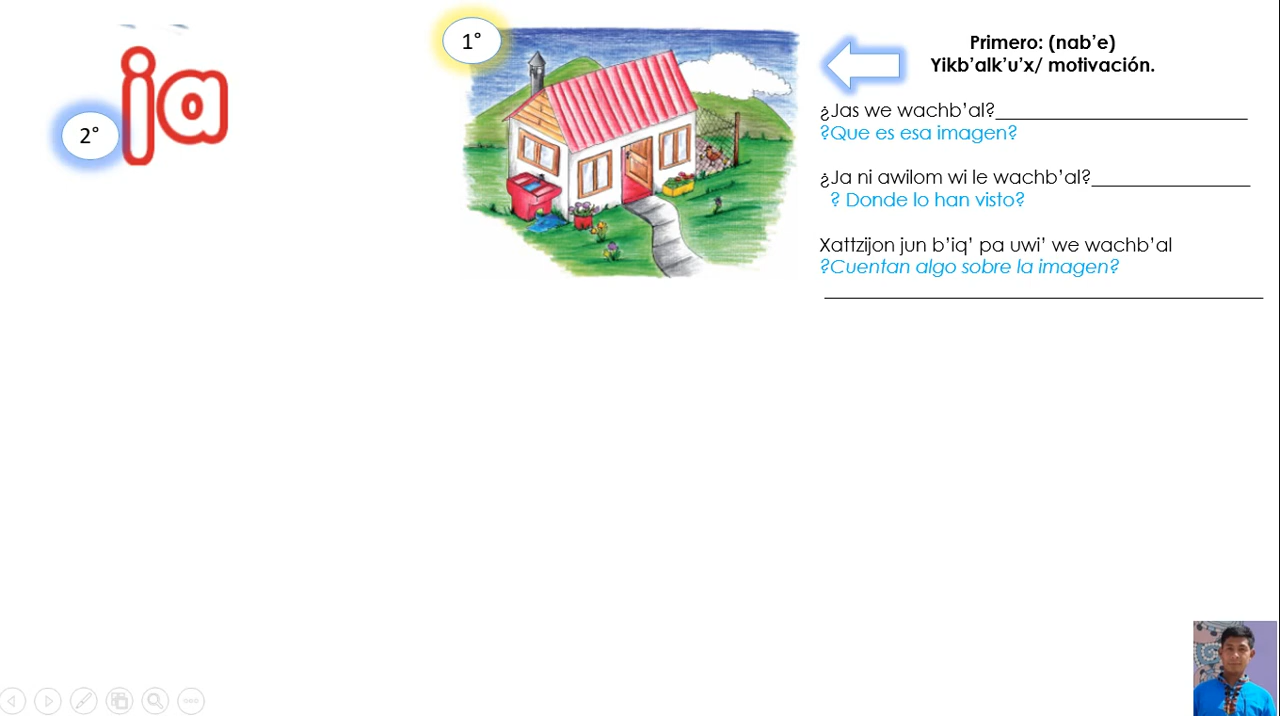 1°
Primero: (nab’e)
Yikb’alk’u’x/ motivación.
¿Jas we wachb’al?____________________________
?Que es esa imagen?
¿Ja ni awilom wi le wachb’al?__________________
? Donde lo han visto?
Xattzijon jun b’iq’ pa uwi’ we wachb’al
?Cuentan algo sobre la imagen?
2°
ja